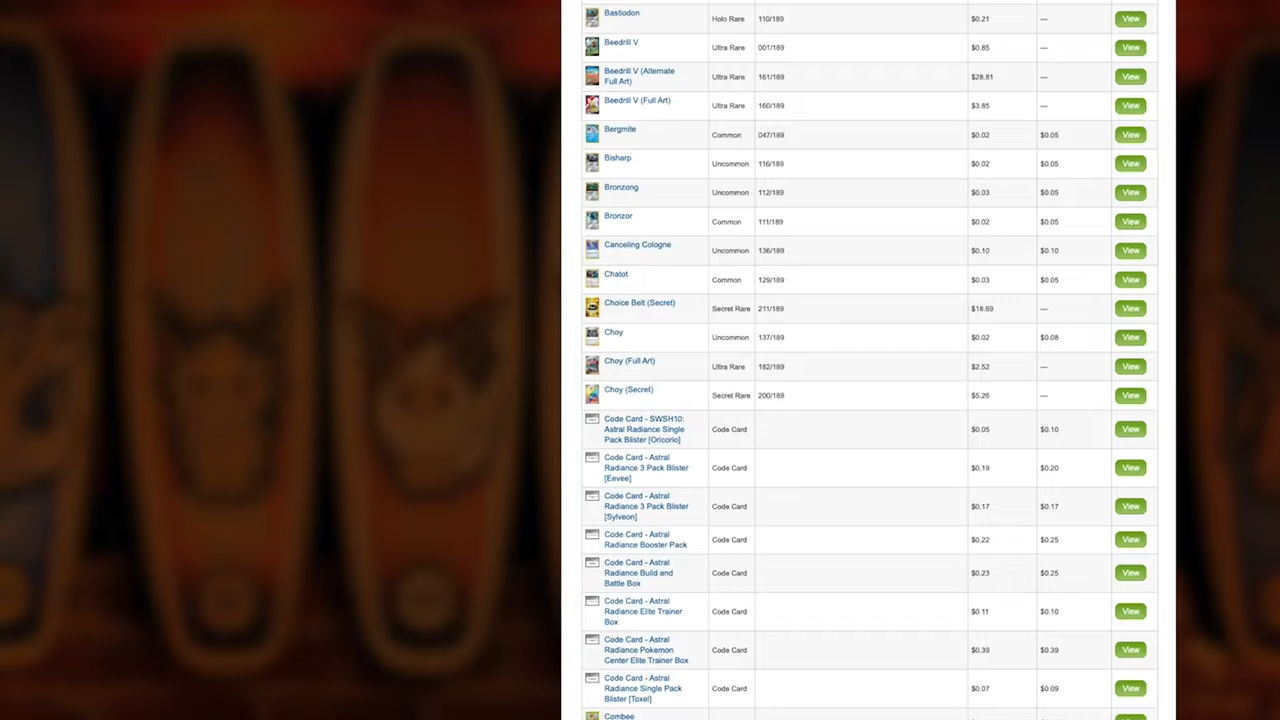 Bastiodon Holo Rare 110/189 $0.21 — View
Beedrill V Ultra Rare 001/189 $0.85 — View
Beedrill V (Alternate
Full Art) Ultra Rare 161/189 $28.81 — View
Beedrill V (Full Art) Ultra Rare 160/189 $3.85 — View
Bergmite Common 047/189 $0.02 $0.05 View
Bisharp Uncommon 116/189 $0.02 $0.05 View
Bronzong Uncommon 112/189 $0.03 $0.05 View
Bronzor Common 111/189 $0.02 $0.05 View
Canceling Cologne Uncommon 136/189 $0.10 $0.10 View
Chatot Common 129/189 $0.03 $0.05 View
Choice Belt (Secret) Secret Rare 211/189 $18.69 — View
Choy Uncommon 137/189 $0.02 $0.08 View
Choy (Full Art) Ultra Rare 182/189 $2.52 — View
Choy (Secret) Secret Rare 200/189 $5.26 — View
Code Card - SWSH10:
Astral Radiance Single Code Card $0.05 $0.10 View
Pack Blister [Oricorio]
Code Card - Astral
Radiance 3 Pack Blister Code Card $0.19 $0.20 View
[Eevee]
Code Card - Astral
Radiance 3 Pack Blister Code Card $0.17 $0.17 View
[Sylveon]
Code Card - Astral
Radiance Booster Pack Code Card $0.22 $0.25 View
Code Card - Astral
Radiance Build and Code Card $0.23 $0.25 View
Battle Box
Code Card - Astral
Radiance Elite Trainer Code Card $0.11 $0.10 View
Box
Code Card - Astral
Radiance Pokemon Code Card $0.39 $0.39 View
Center Elite Trainer Box
Code Card - Astral
Radiance Single Pack Code Card $0.07 $0.09 View
Blister [Toxel]
Combee